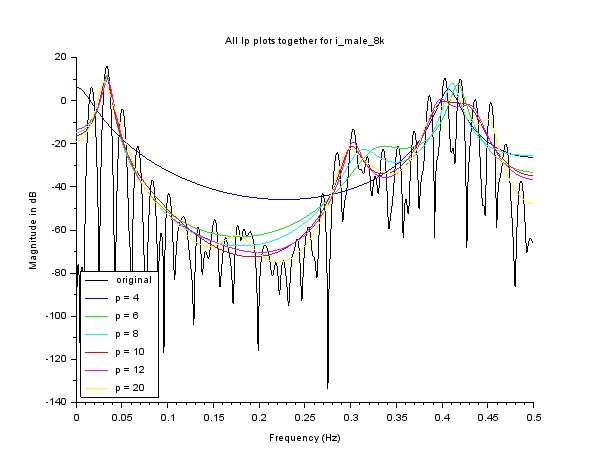 All lp plots together for i_male_8k
20
0
-20
-40
-60
-80
-100
-120
-140
Magnitude in dB
original
p = 4
p = 6
p = 8
p = 10
p = 12
p = 20
0
0.05
0.1
0.15
0.2
0.25
0.3
0.35
0.4
0.45
0.5
Frequency (Hz)